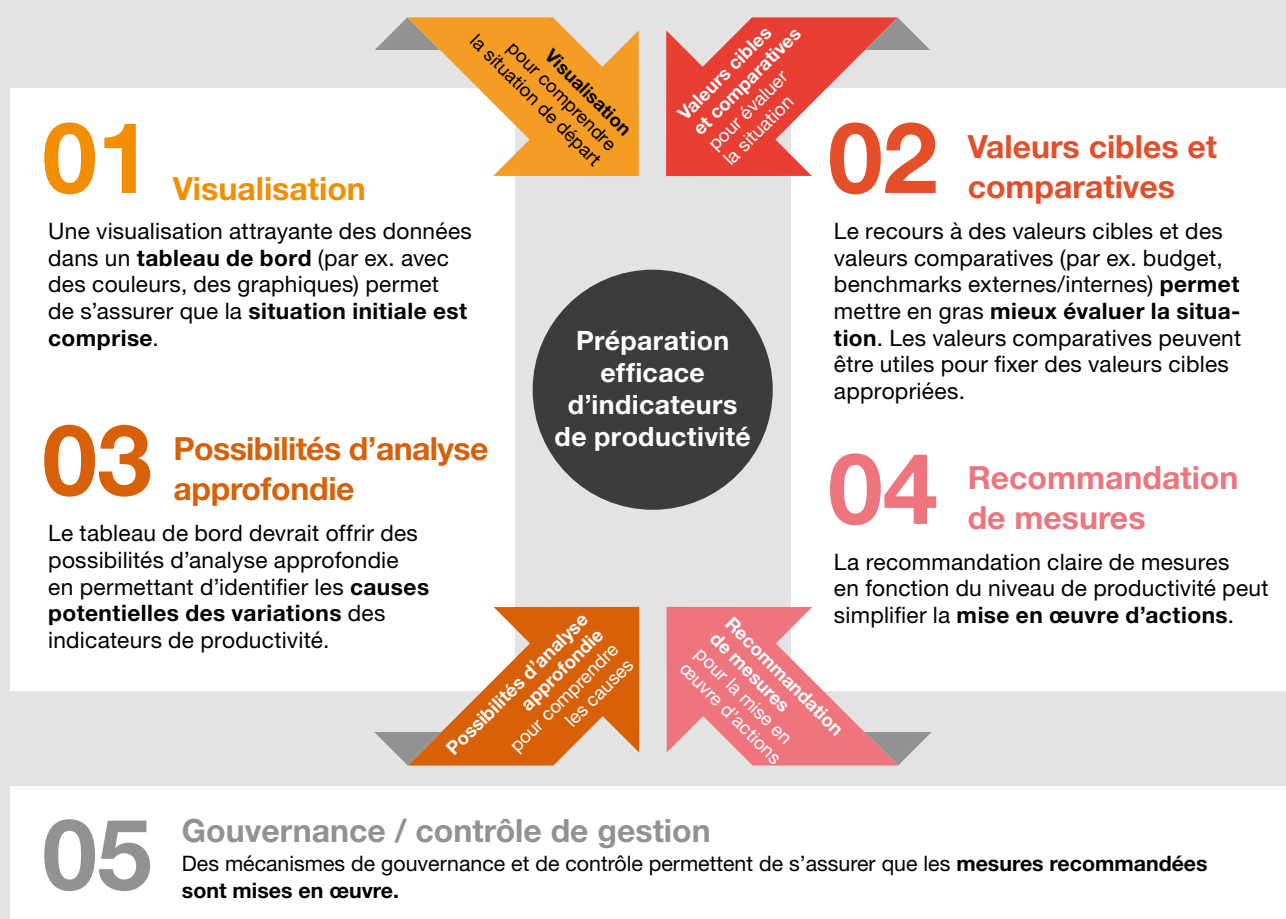 Visualisation
pour comprendre
la situation de départ
Valeurs cibles
et comparatives
pour évaluer
la situation
01
Visualisation
Une visualisation attrayante des données
dans un tableau de bord (par ex. avec
des couleurs, des graphiques) permet
de s’assurer que la situation initiale est
comprise.
02
Valeurs cibles et
comparatives
Le recours à des valeurs cibles et des
valeurs comparatives (par ex. budget,
benchmarks externes/internes) permet
mettre en gras mieux évaluer la situa-
tion. Les valeurs comparatives peuvent
être utiles pour fixer des valeurs cibles
appropriées.
Préparation
efficace
d’indicateurs
de productivité
03
Possibilités d’analyse
approfondie
Le tableau de bord devrait offrir des
possibilités d’analyse approfondie
en permettant d’identifier les causes
potentielles des variations des
indicateurs de productivité.
04
Recommandation
de mesures
La recommandation claire de mesures
en fonction du niveau de productivité peut
simplifier la mise en œuvre d’actions.
Possibilités d’analyse
approfondie
pour comprendre
les causes
Recommandation
de mesures
pour la mise en
œuvre d’actions
05
Gouvernance / contrôle de gestion
Des mécanismes de gouvernance et de contrôle permettent de s’assurer que les mesures recommandées
sont mises en œuvre.